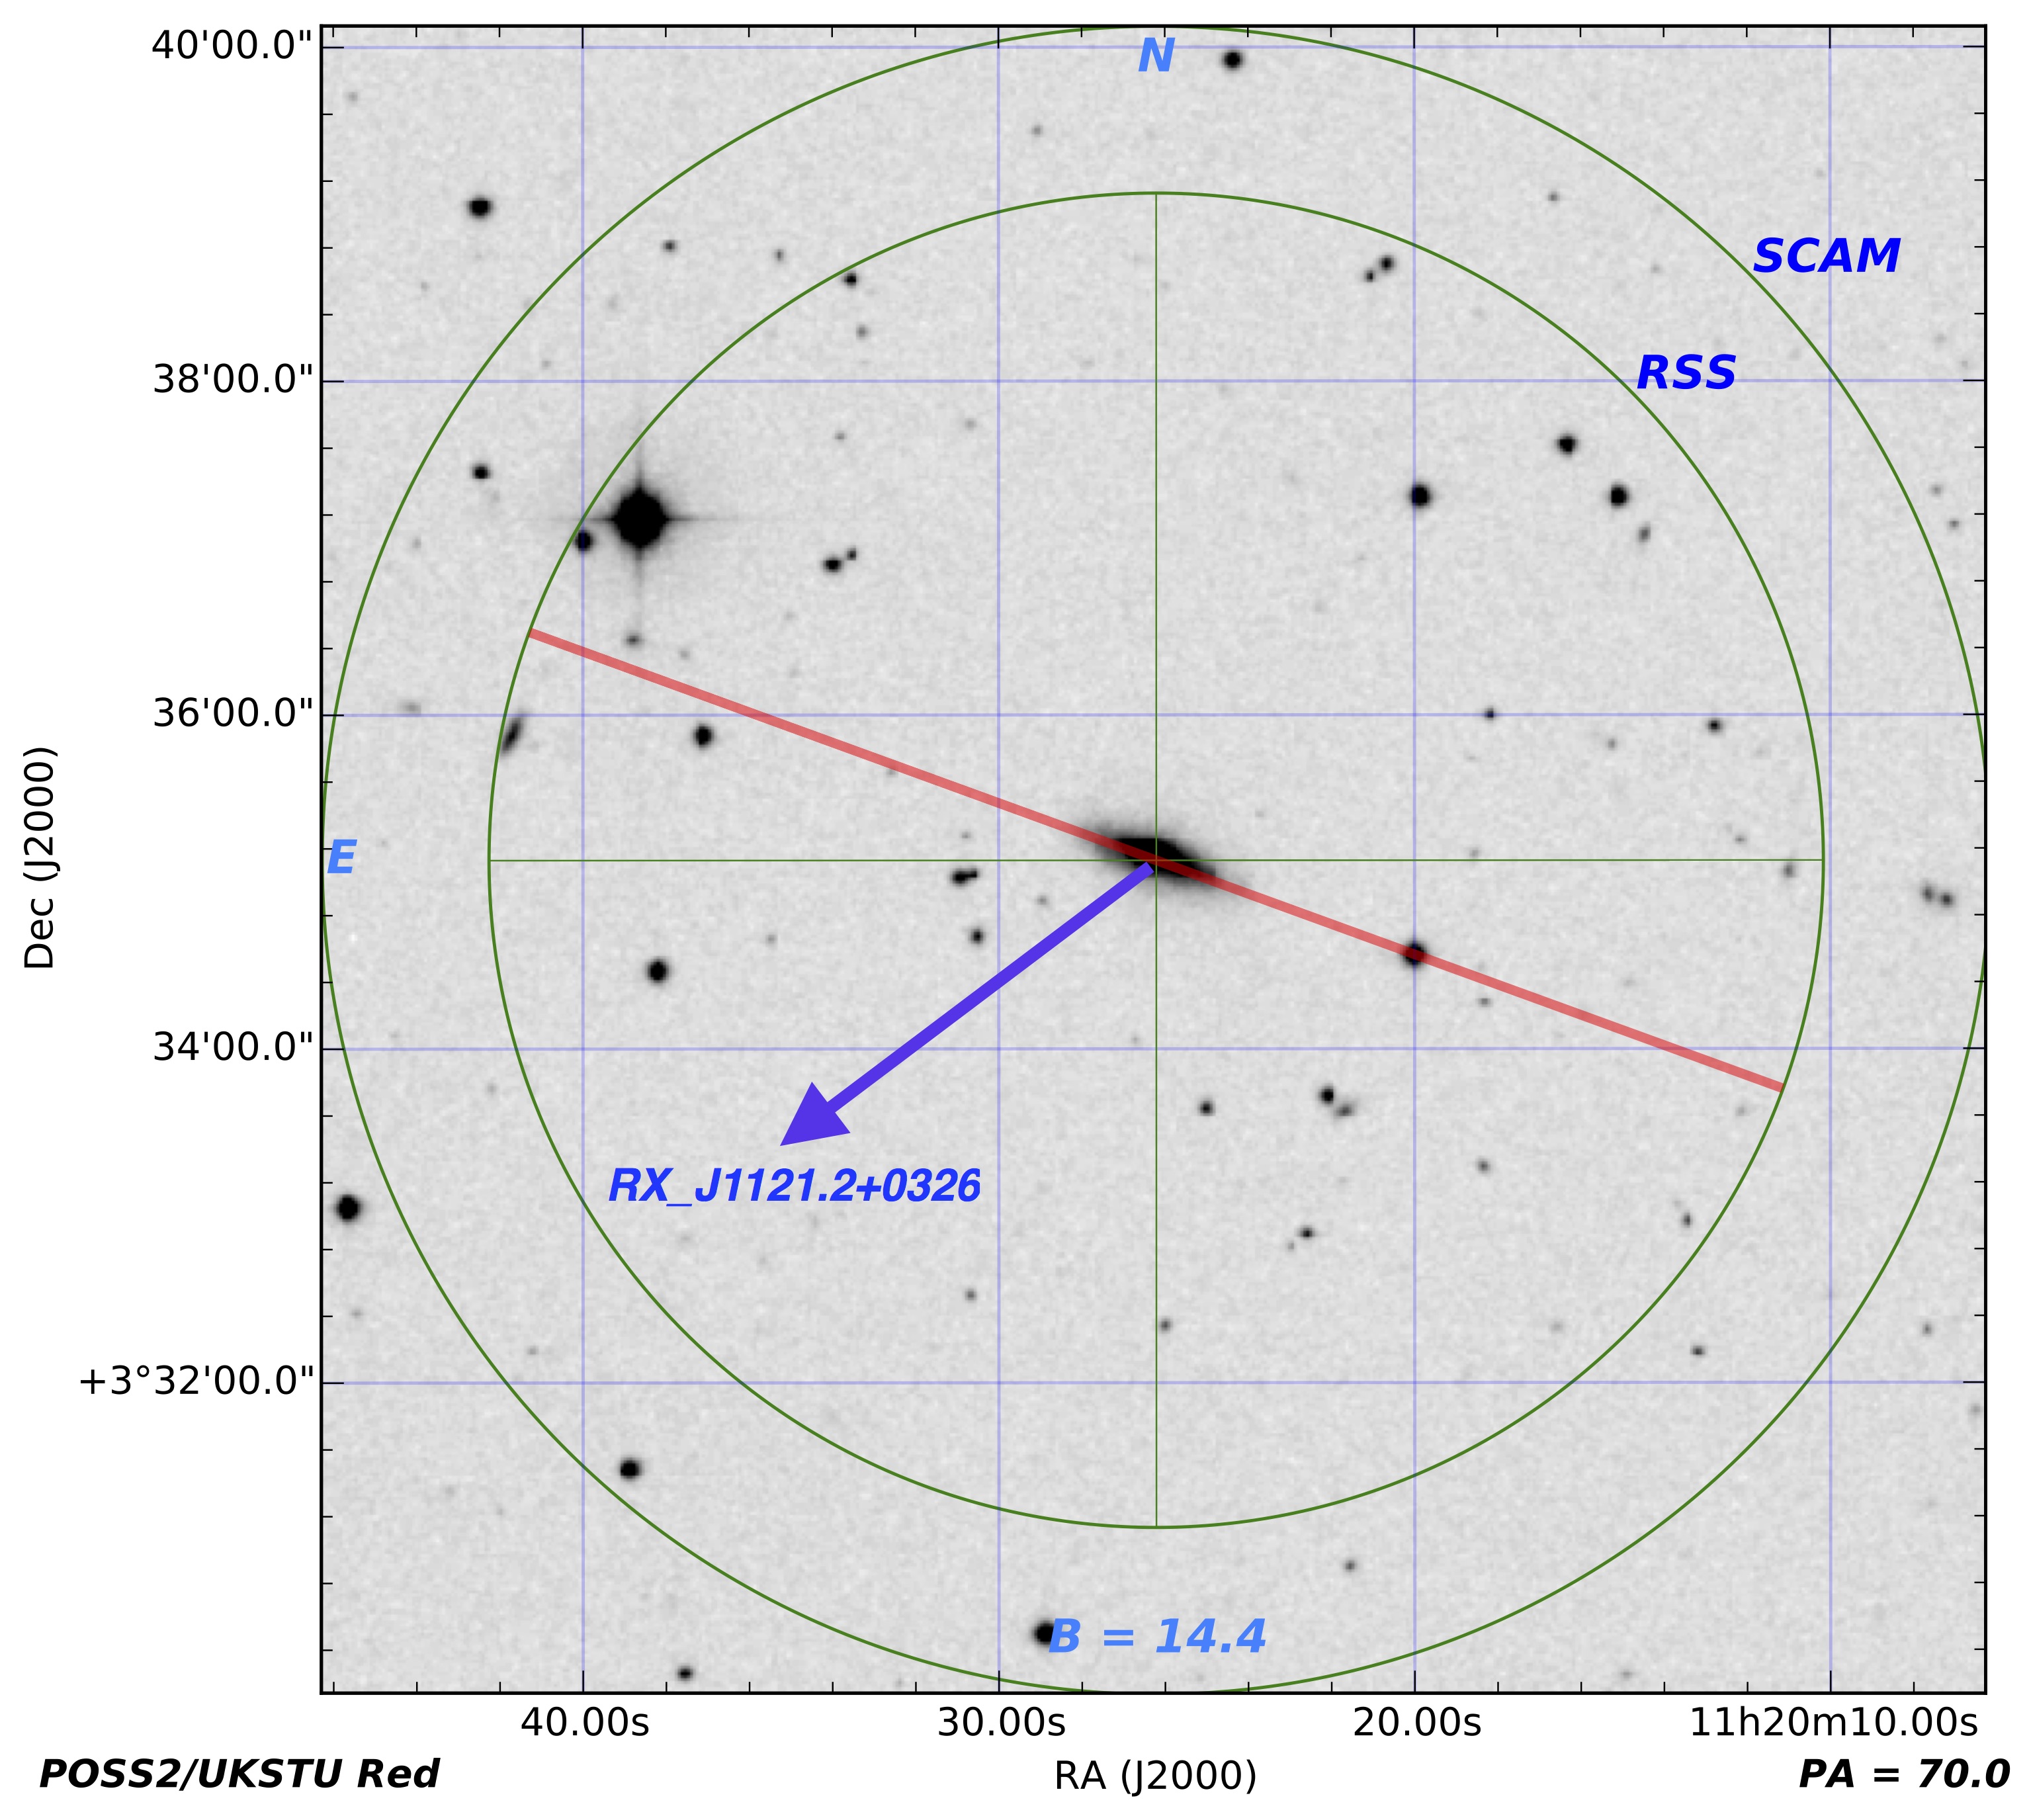 40'00.0"
N
SCAM
RSS
38'00.0"
36'00.0"
Dec (J2000)
E
34'00.0"
RX_J1121.2+0326
+3°32'00.0"
B = 14.4
40.00s
30.00s
20.00s
11h20m10.00s
POSS2/UKSTU Red
RA (J2000)
PA = 70.0